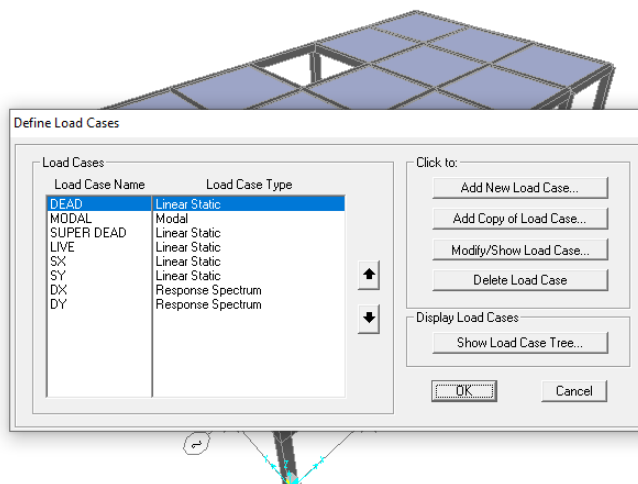 Define Load Cases
Load Cases
Load Case Name Load Case Type
DEAD Linear Static
MODAL Modal
SUPER DEAD Linear Static
LIVE Linear Static
SX Linear Static
SY Linear Static
DX Response Spectrum
DY Response Spectrum
Click to:
Add New Load Case...
Add Copy of Load Case...
Modify/Show Load Case...
Delete Load Case
Display Load Cases
Show Load Case Tree...
OK Cancel